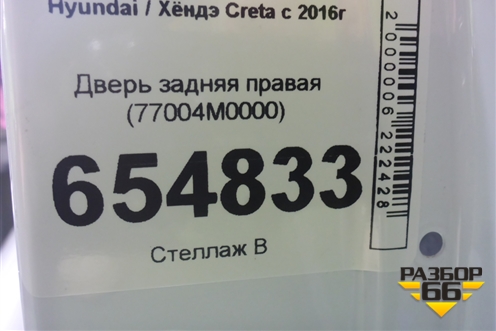 Hyundai / Хёндэ Creta с 2016г
Дверь задняя правая
(77004M0000)
654833
Стеллаж В
2000006222428
РАЗБОР
66